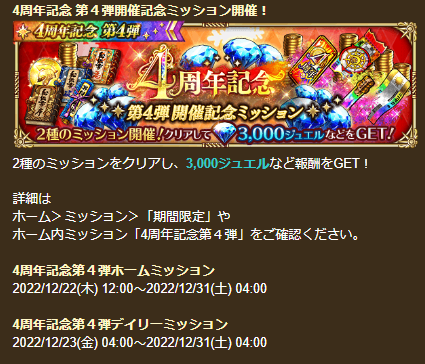 4周年記念 第４弾開催記念ミッション開催！
4周年記念 第4弾
4周年記念
第4弾 開催記念ミッション
2種のミッション開催！クリアして 3,000ジュエルなどをGET!
2種のミッションをクリアし、3,000ジュエルなど報酬をGET！
詳細は
ホーム＞ミッション＞「期間限定」や
ホーム内ミッション「4周年記念第４弾」をご確認ください。
4周年記念第４弾ホームミッション
2022/12/22(木) 12:00～2022/12/31(土) 04:00
4周年記念第４弾デイリーミッション
2022/12/23(金) 04:00～2022/12/31(土) 04:00